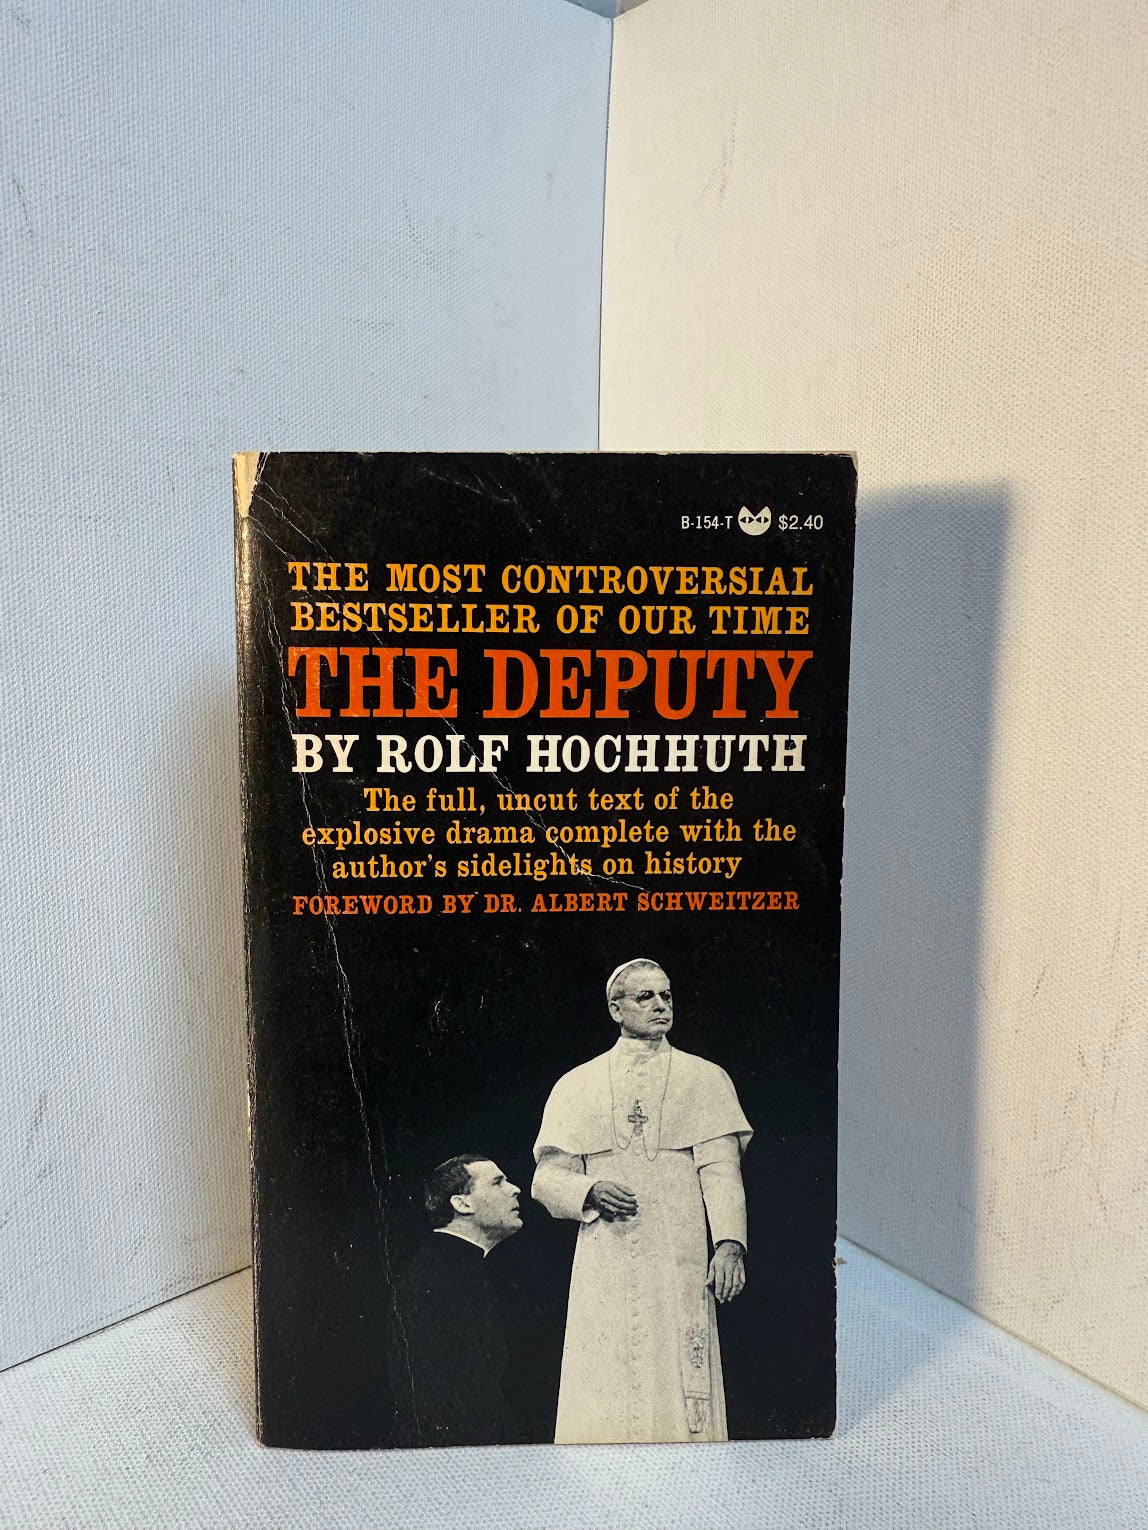 B-154-T $2.40
THE MOST CONTROVERSIAL
BESTSELLER OF OUR TIME
THE DEPUTY
BY ROLF HOCHHUTH
The full, uncut text of the
explosive drama complete with the
author's sidelights on history
FOREWORD BY DR. ALBERT SCHWEITZER